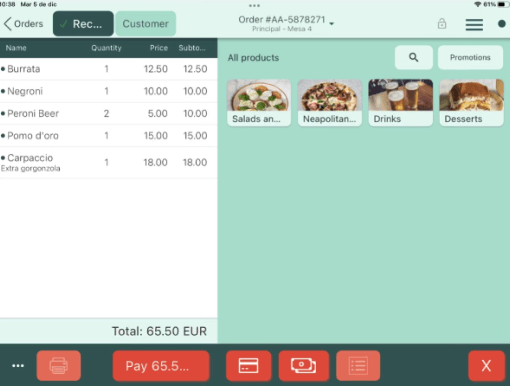 10:38 Mar 5 de dic
61%
Orders
Rec...
Customer
Order #AA-5878271
Principal - Mesa 4
Name Quantity Price Subto...
Burrata 1 12.50 12.50
Negroni 1 10.00 10.00
Peroni Beer 2 5.00 10.00
Pomo d'oro 1 15.00 15.00
Carpaccio 1 18.00 18.00
Extra gorgonzola
All products
Promotions
Salads an...
Neapolitan...
Drinks
Desserts
Total: 65.50 EUR
Pay 65.5...
X